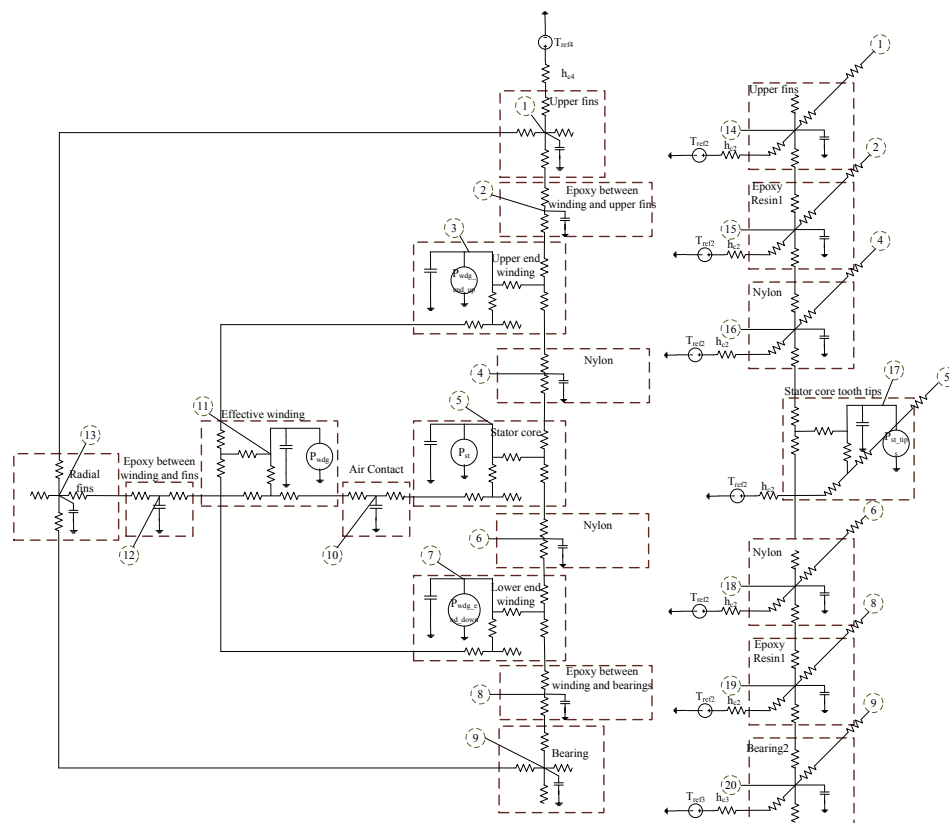 T_ref4
h_c4
Upper fins
1
2
Epoxy between
winding and upper fins
3
Upper end
winding
P_wdg_
end_up
Nylon
4
5
Stator core
P_st
11
Effective winding
P_wdg
13
Radial
fins
Epoxy between
winding and fins
12
Air Contact
10
Nylon
6
7
Lower end
winding
P_wdg_e
nd_down
Epoxy between
winding and bearings
8
9
Bearing
1
Upper fins
14
T_ref2
h_c2
2
Epoxy
Resin1
15
T_ref2
h_c2
4
Nylon
16
T_ref2
h_c2
17
5
Stator core tooth tips
P_st_tip
T_ref2
h_c2
6
Nylon
18
T_ref2
h_c2
8
Epoxy
Resin1
19
T_ref2
h_c2
9
Bearing2
20
T_ref3
h_c3